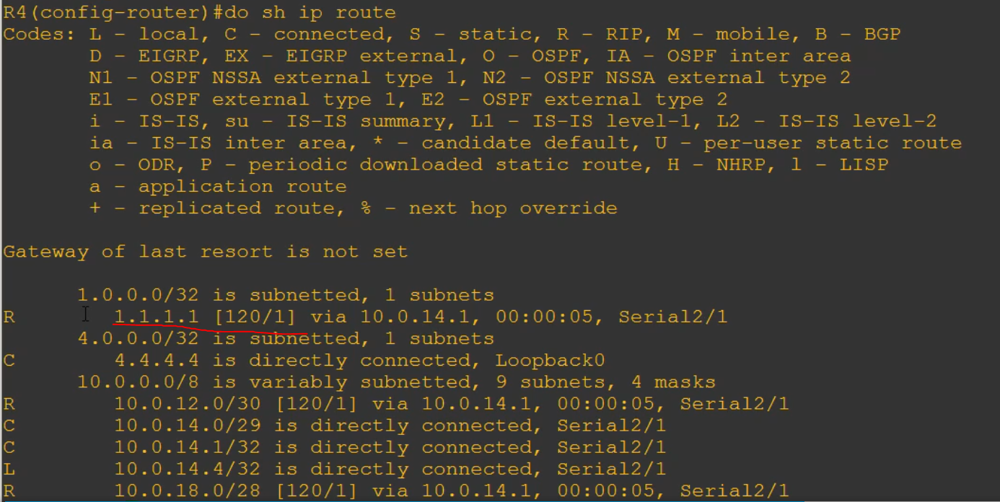 R4(config-router)#do sh ip route
Codes: L - local, C - connected, S - static, R - RIP, M - mobile, B - BGP
D - EIGRP, EX - EIGRP external, O - OSPF, IA - OSPF inter area
N1 - OSPF NSSA external type 1, N2 - OSPF NSSA external type 2
E1 - OSPF external type 1, E2 - OSPF external type 2
i - IS-IS, su - IS-IS summary, L1 - IS-IS level-1, L2 - IS-IS level-2
ia - IS-IS inter area, * - candidate default, U - per-user static route
o - ODR, P - periodic downloaded static route, H - NHRP, l - LISP
a - application route
+ - replicated route, % - next hop override
Gateway of last resort is not set
1.0.0.0/32 is subnetted, 1 subnets
R 1.1.1.1 [120/1] via 10.0.14.1, 00:00:05, Serial2/1
4.0.0.0/32 is subnetted, 1 subnets
C 4.4.4.4 is directly connected, Loopback0
10.0.0.0/8 is variably subnetted, 9 subnets, 4 masks
R 10.0.12.0/30 [120/1] via 10.0.14.1, 00:00:05, Serial2/1
C 10.0.14.0/29 is directly connected, Serial2/1
C 10.0.14.1/32 is directly connected, Serial2/1
L 10.0.14.4/32 is directly connected, Serial2/1
R 10.0.18.0/28 [120/1] via 10.0.14.1, 00:00:05, Serial2/1